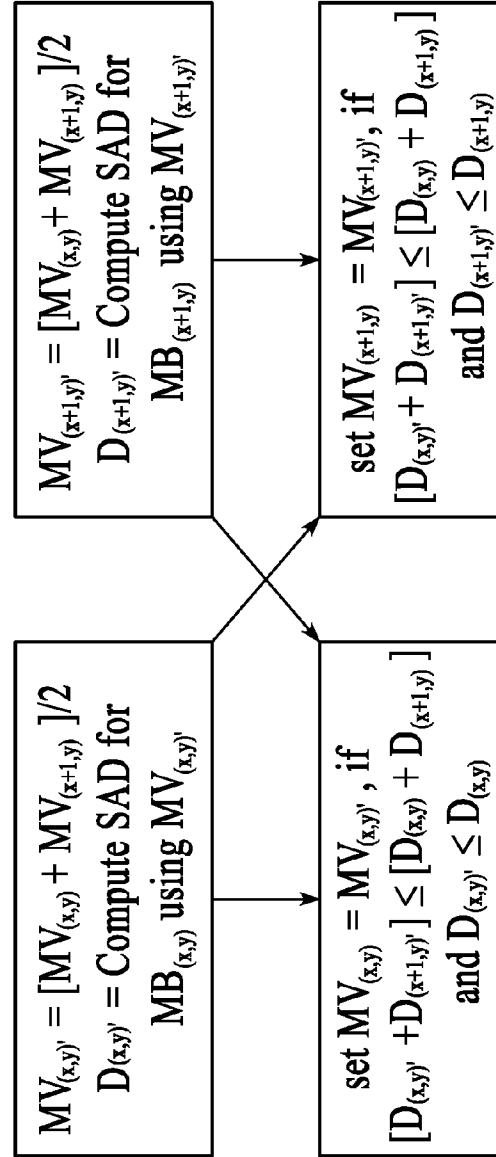 MV(x,y)' = [MV(x,y) + MV(x+1,y) ]/2
D(x,y)' = Compute SAD for
MB(x,y) using MV(x,y)'
MV(x+1,y)' = [MV(x,y) + MV(x+1,y) ]/2
D(x+1,y)' = Compute SAD for
MB(x+1,y) using MV(x+1,y)'
set MV(x,y) = MV(x,y)' , if
[D(x,y)' +D(x+1,y)'] ≤ [D(x,y) + D(x+1,y) ]
and D(x,y)' ≤ D(x,y)
set MV(x+1,y) = MV(x+1,y)', if
[D(x,y)' + D(x+1,y)'] ≤ [D(x,y) + D(x+1,y) ]
and D(x+1,y)' ≤ D(x+1,y)